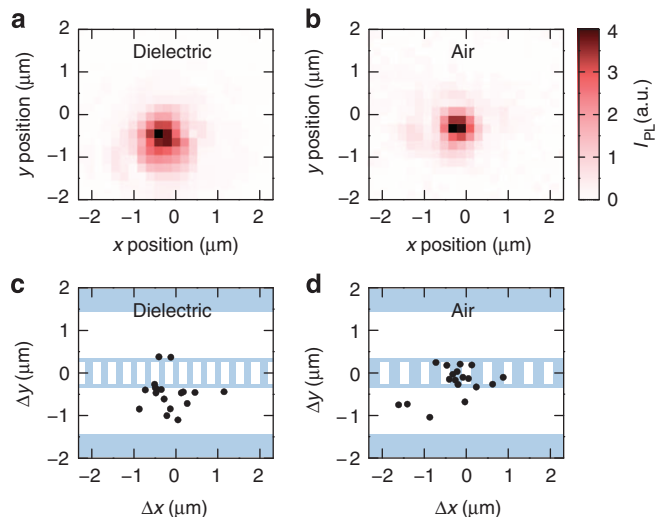 a
Dielectric
y position (μm)
2
1
0
−1
−2
−2 −1 0 1 2
x position (μm)
b
Air
y position (μm)
2
1
0
−1
−2
−2 −1 0 1 2
x position (μm)
4
3
2
1
0
I PL (a.u.)
c
Dielectric
Δy (μm)
2
1
0
−1
−2
−2 −1 0 1 2
Δx (μm)
d
Air
Δy (μm)
2
1
0
−1
−2
−2 −1 0 1 2
Δx (μm)